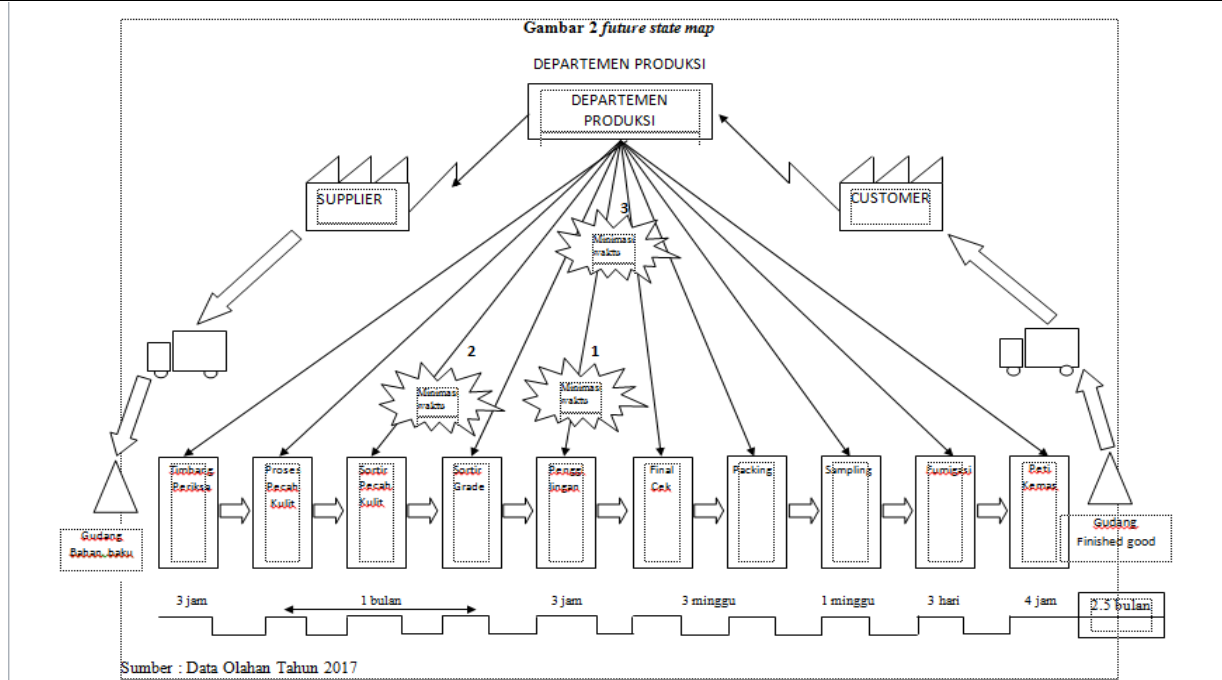 Gambar 2 future state map
DEPARTEMEN PRODUKSI
DEPARTEMEN
PRODUKSI
SUPPLIER
CUSTOMER
3
Minimasi
waktu
2
Minimasi
waktu
1
Minimasi
waktu
Timbang
Periksa
Proses
Pecah
Kulit
Sortir
Pecah
Kulit
Sortir
Grade
Pengg
ilingan
Final
Cek
Packing
Sampling
Fumigasi
Peti
Kemas
Gudang
Bahan baku
Gudang
Finished good
3 jam
1 bulan
3 jam
3 minggu
1 minggu
3 hari
4 jam
2.5 bulan
Sumber : Data Olahan Tahun 2017